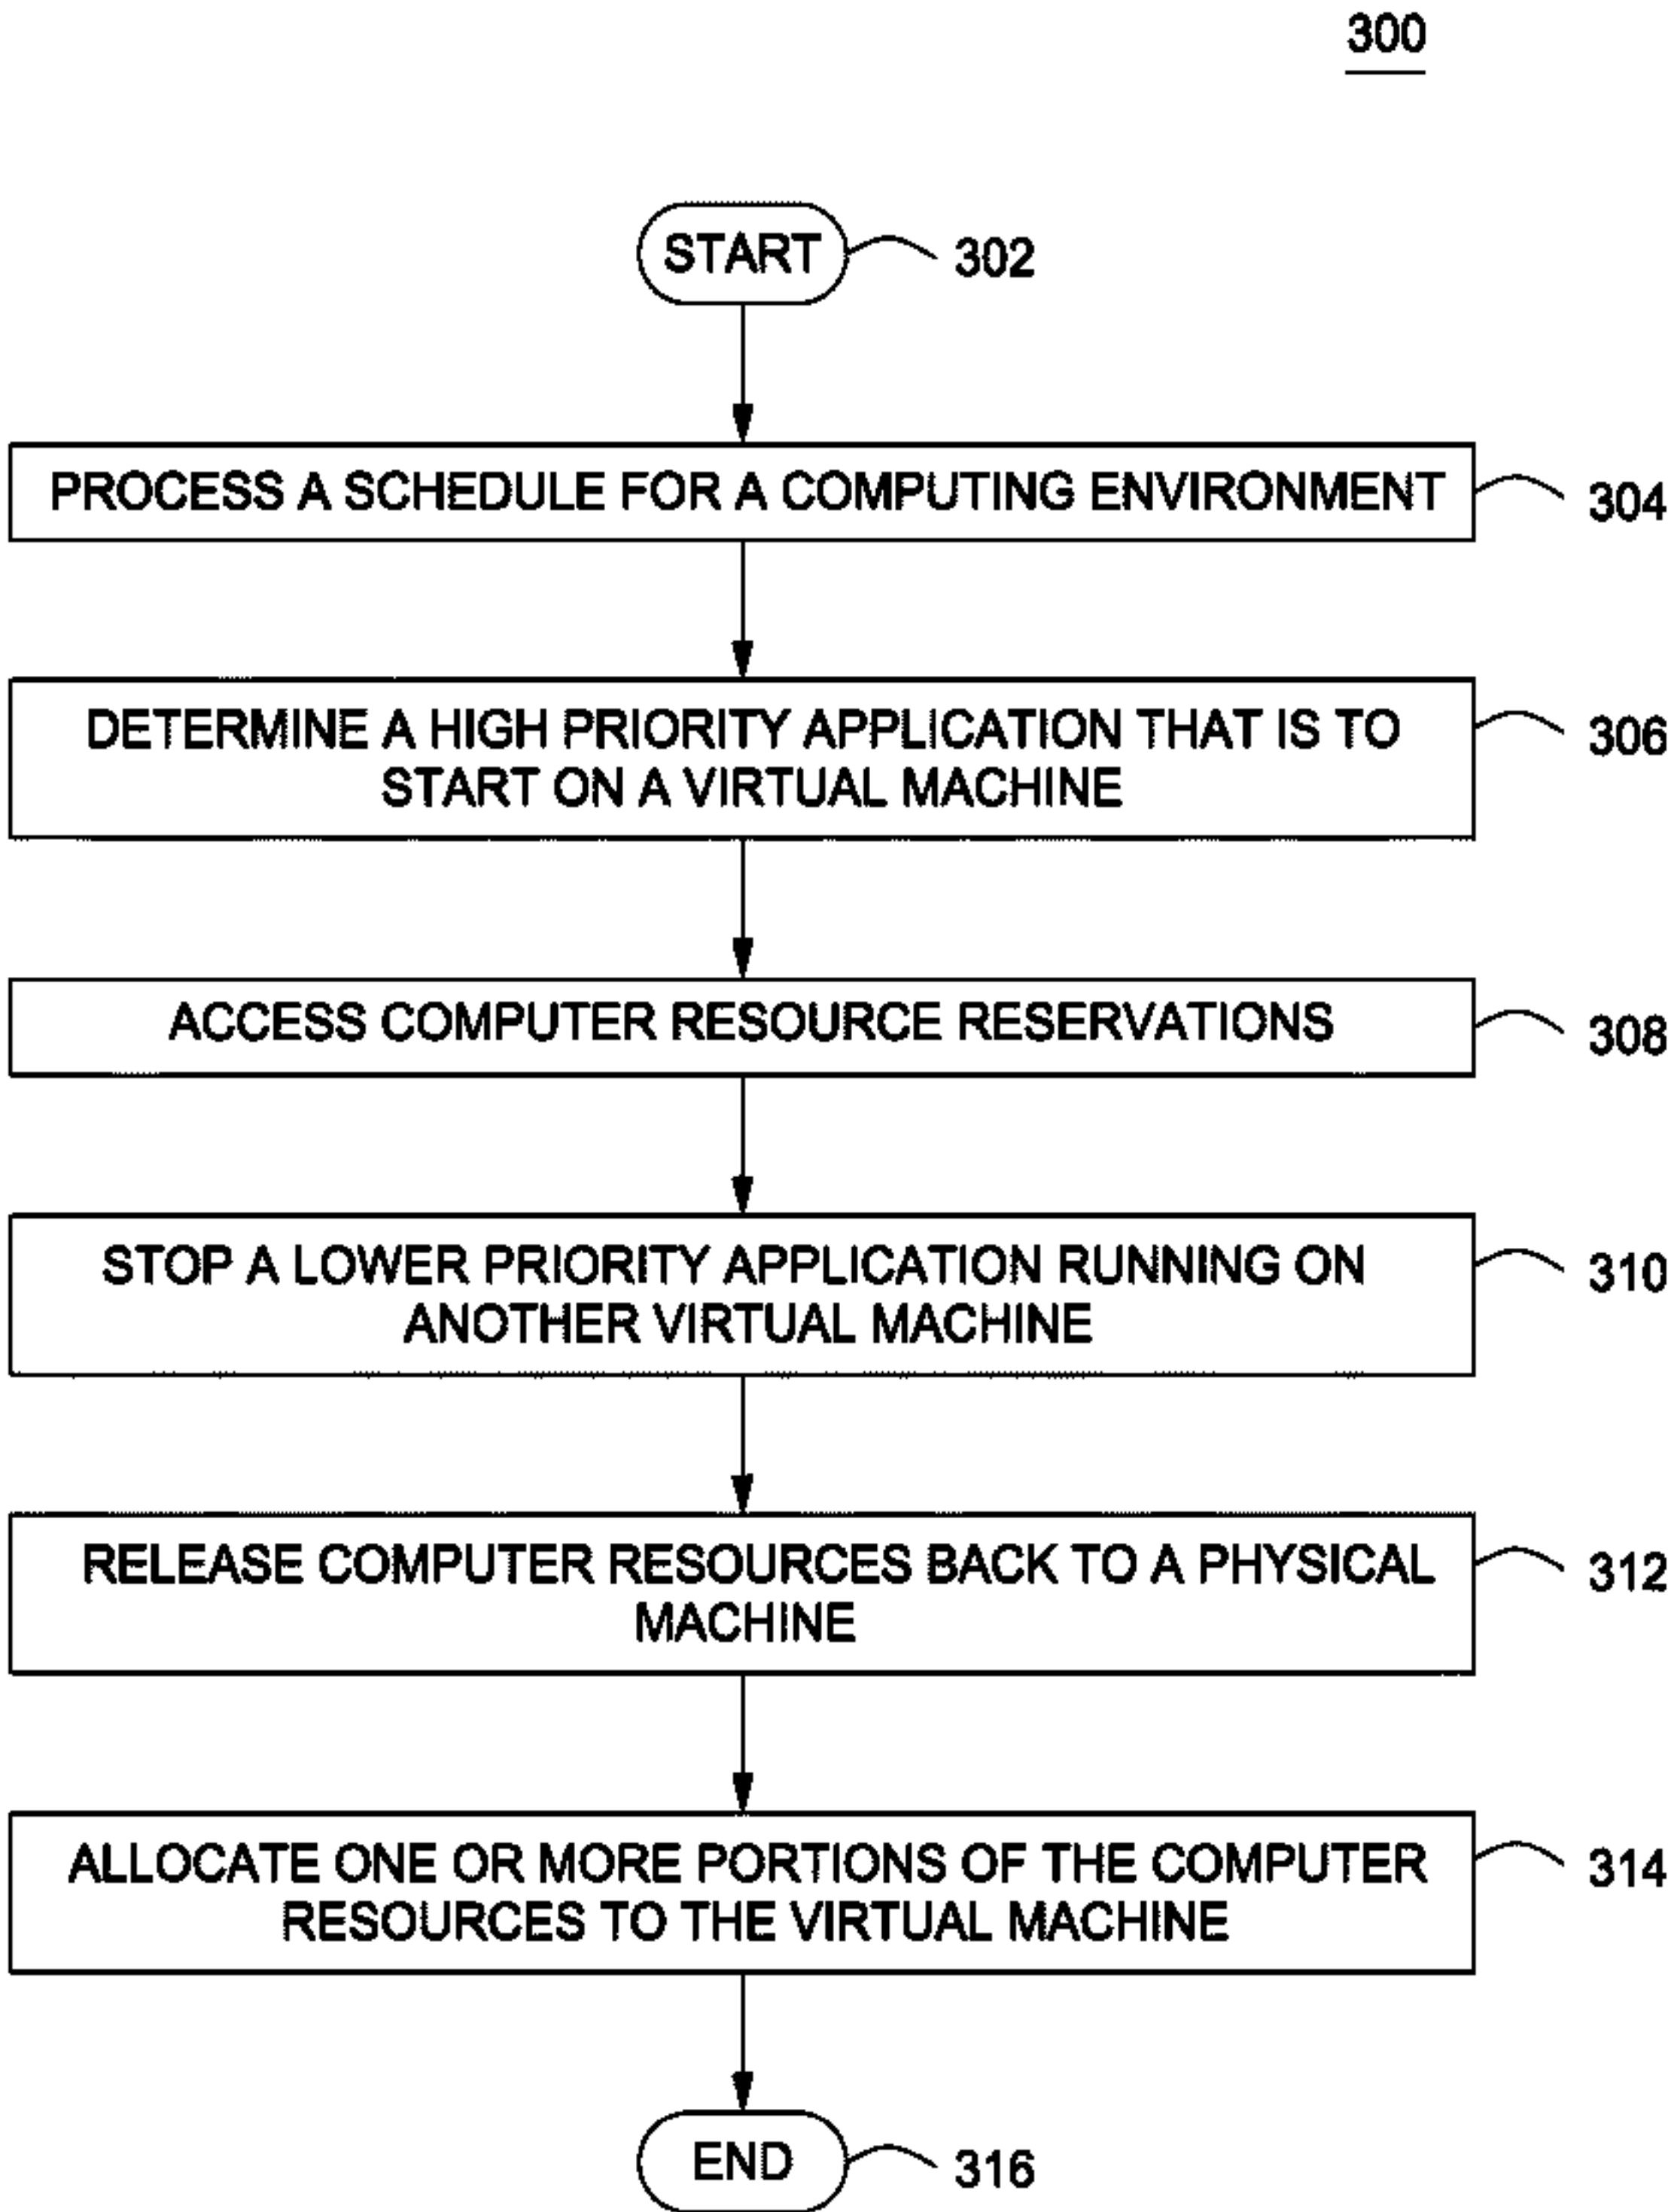 300
START
302
PROCESS A SCHEDULE FOR A COMPUTING ENVIRONMENT
304
DETERMINE A HIGH PRIORITY APPLICATION THAT IS TO
START ON A VIRTUAL MACHINE
306
ACCESS COMPUTER RESOURCE RESERVATIONS
308
STOP A LOWER PRIORITY APPLICATION RUNNING ON
ANOTHER VIRTUAL MACHINE
310
RELEASE COMPUTER RESOURCES BACK TO A PHYSICAL
MACHINE
312
ALLOCATE ONE OR MORE PORTIONS OF THE COMPUTER
RESOURCES TO THE VIRTUAL MACHINE
314
END
316